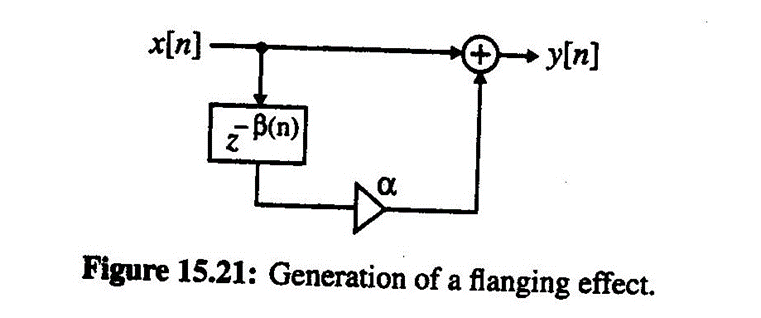 x[n] + y[n]
z^-β(n)
α
Figure 15.21: Generation of a flanging effect.